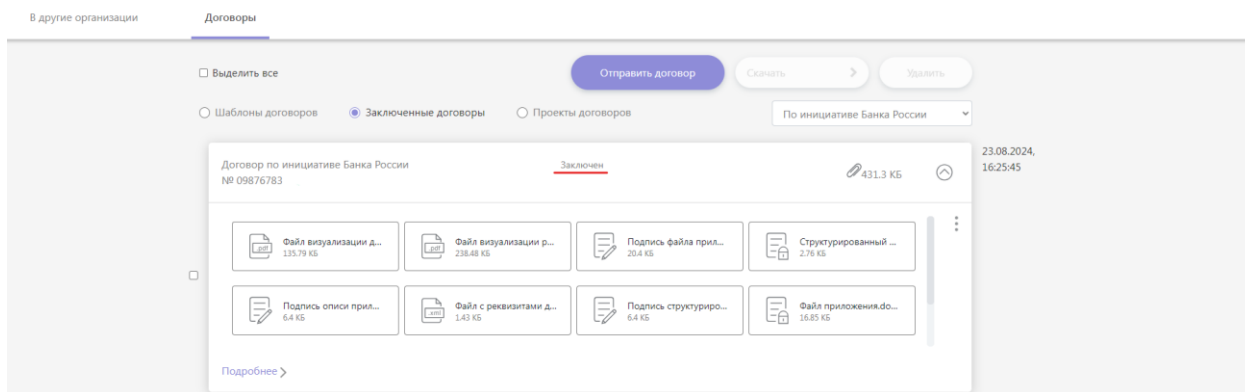 В другие организации
Договоры
Выделить все
Отправить договор
Скачать
Удалить
Шаблоны договоров
Заключенные договоры
Проекты договоров
По инициативе Банка России
Договор по инициативе Банка России
№ 09876783
Заключен
431.3 КБ
23.08.2024,
16:25:45
.pdf
Файл визуализации д...
135.79 КБ
.pdf
Файл визуализации р...
238.48 КБ
Подпись файла прил...
20.4 КБ
Структурированный ...
2.76 КБ
Подпись описи прил...
6.4 КБ
.xml
Файл с реквизитами д...
1.43 КБ
Подпись структуриро...
6.4 КБ
Файл приложения.do...
16.85 КБ
Подробнее